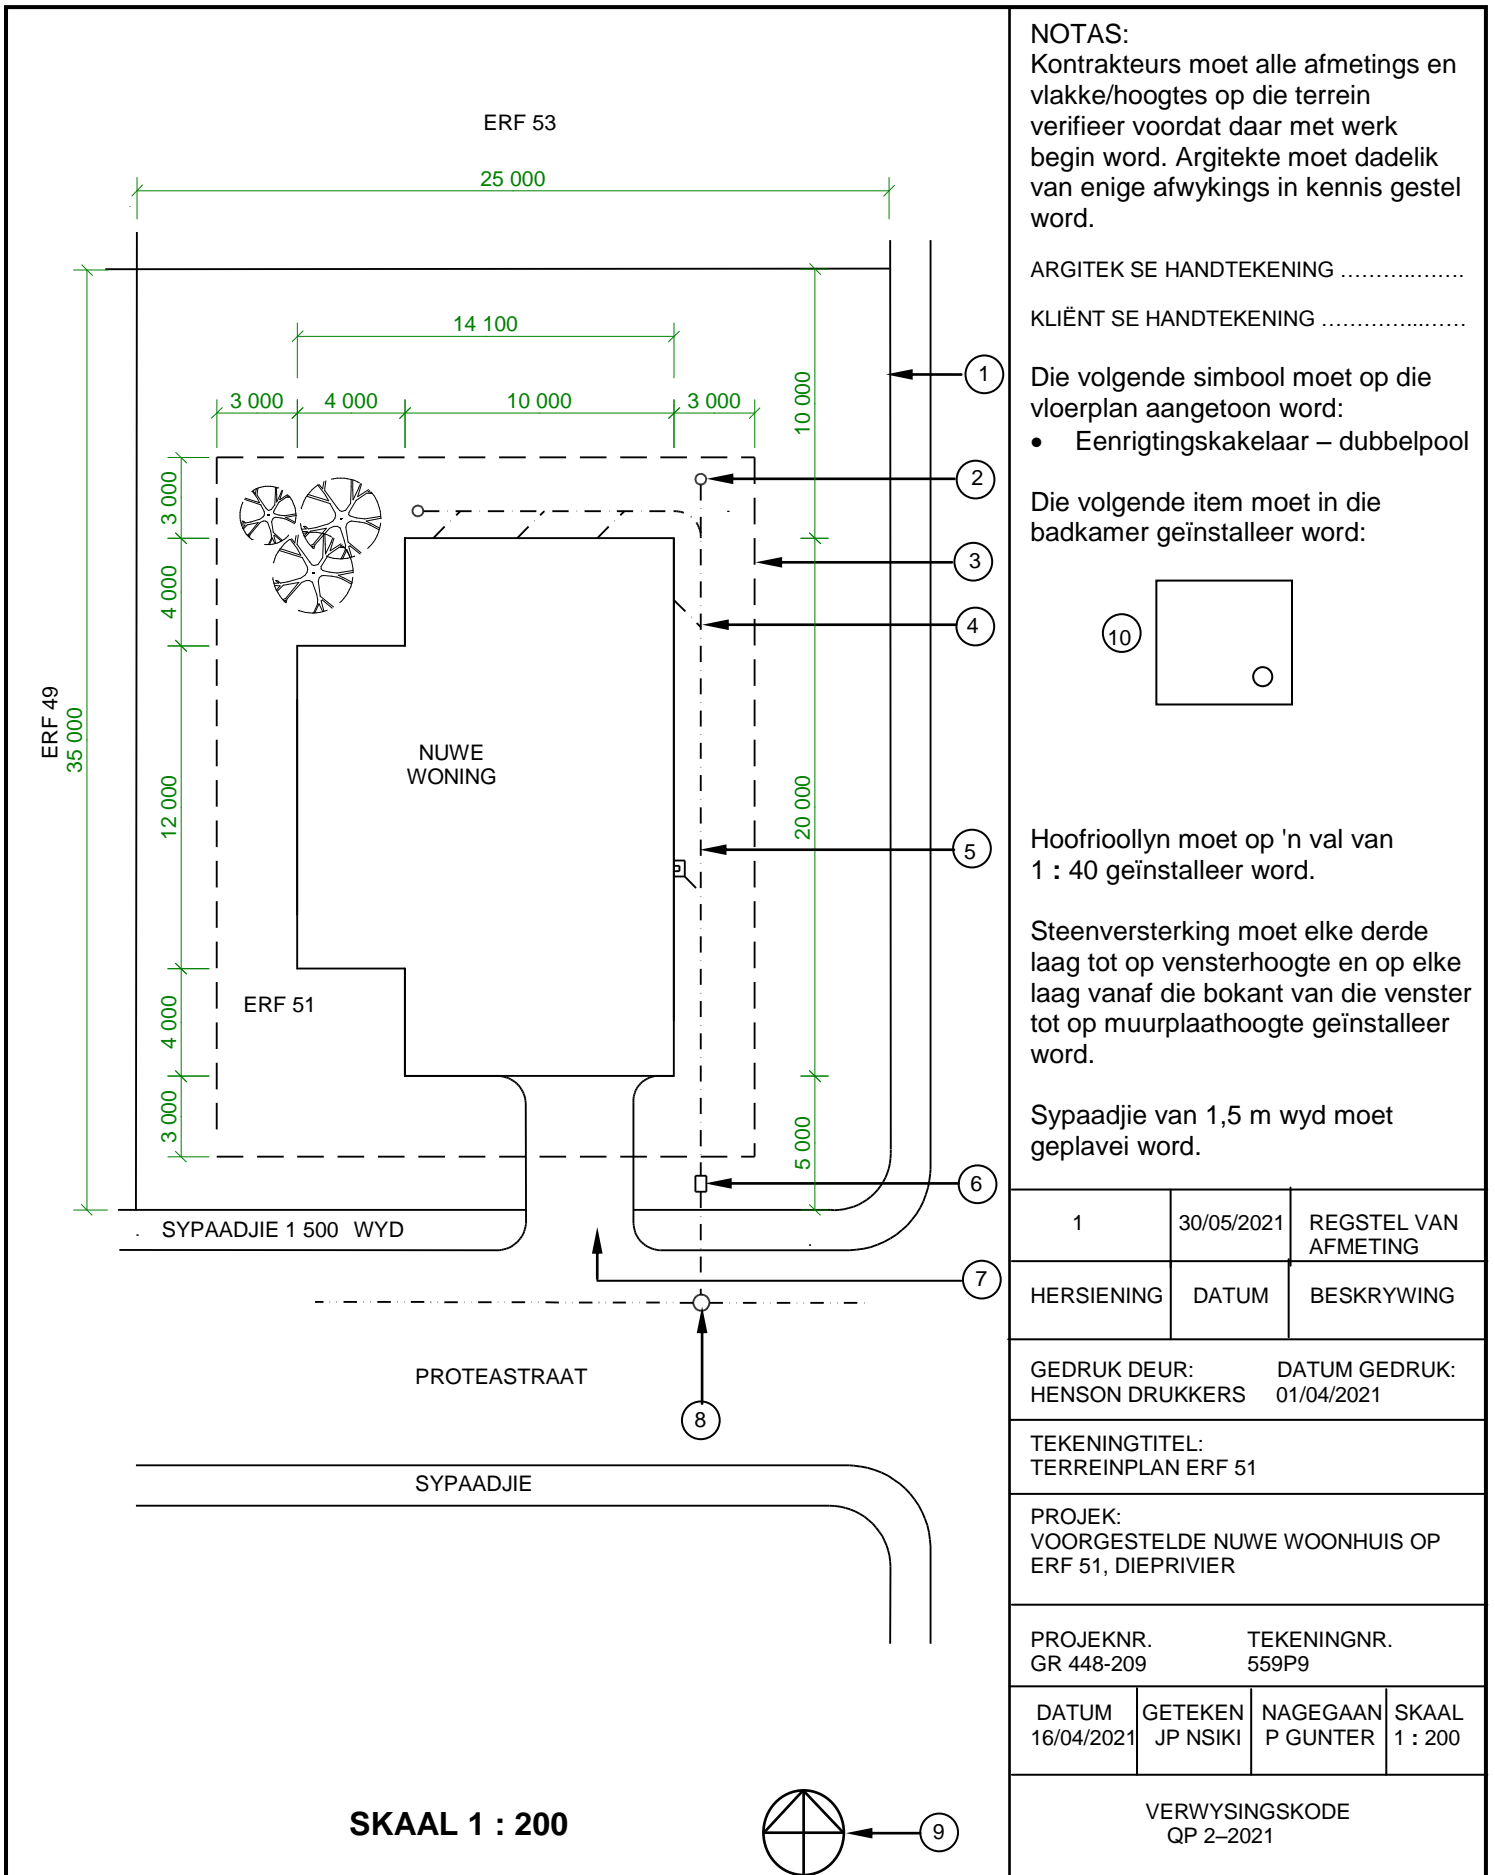 ERF 53
25 000
14 100
3 000
4 000
10 000
3 000
10 000
1
2
3 000
3
4 000
4
ERF 49
35 000
NUWE
WONING
12 000
20 000
5
ERF 51
4 000
3 000
5 000
6
SYPAADJIE 1 500 WYD
7
PROTEASTRAAT
8
SYPAADJIE
SKAAL 1 : 200
9
NOTAS:
Kontrakteurs moet alle afmetings en
vlakke/hoogtes op die terrein
verifieer voordat daar met werk
begin word. Argitekte moet dadelik
van enige afwykings in kennis gestel
word.
ARGITEK SE HANDTEKENING ...................
KLIËNT SE HANDTEKENING ......................
Die volgende simbool moet op die
vloerplan aangetoon word:
• Eenrigtingskakelaar – dubbelpool
Die volgende item moet in die
badkamer geïnstalleer word:
10
Hoofrioollyn moet op 'n val van
1 : 40 geïnstalleer word.
Steenversterking moet elke derde
laag tot op vensterhoogte en op elke
laag vanaf die bokant van die venster
tot op muurplaathoogte geïnstalleer
word.
Sypaadjie van 1,5 m wyd moet
geplavei word.
1 30/05/2021 REGSTEL VAN
AFMETING
HERSIENING DATUM BESKRYWING
GEDRUK DEUR: DATUM GEDRUK:
HENSON DRUKKERS 01/04/2021
TEKENINGTITEL:
TERREINPLAN ERF 51
PROJEK:
VOORGESTELDE NUWE WOONHUIS OP
ERF 51, DIEPRIVIER
PROJEKNR. TEKENINGNR.
GR 448-209 559P9
DATUM GETEKEN NAGEGAAN SKAAL
16/04/2021 JP NSIKI P GUNTER 1 : 200
VERWYSINGSKODE
QP 2–2021